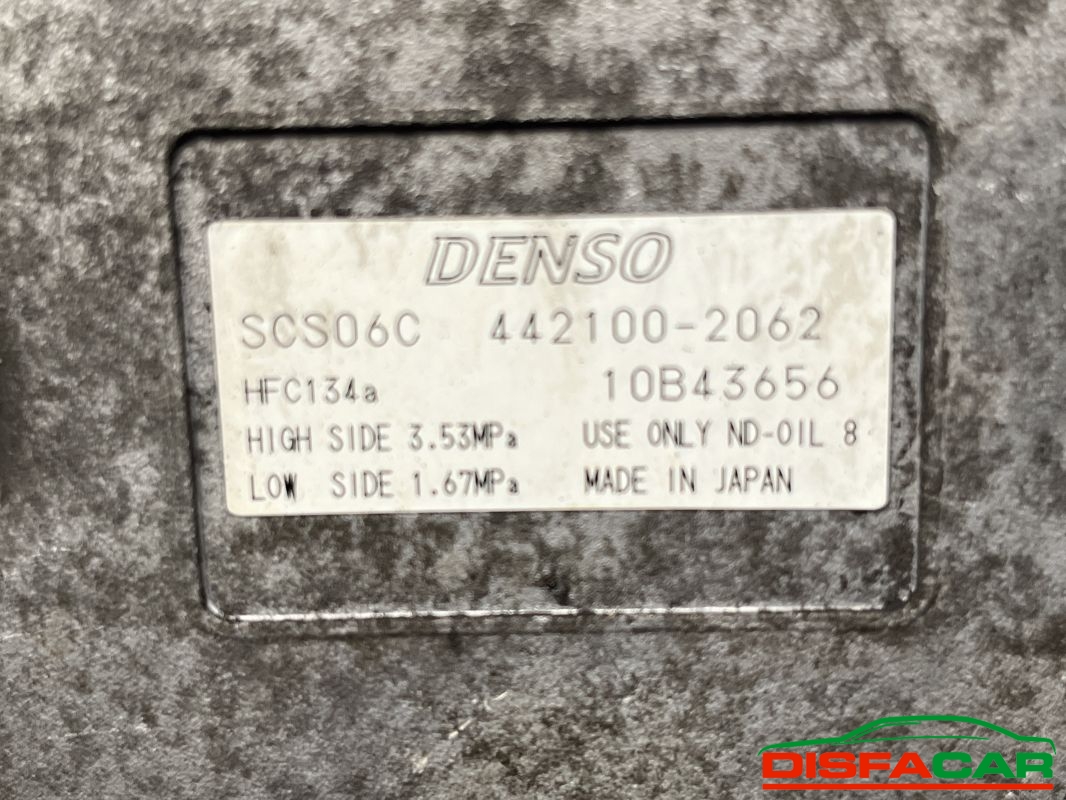 DENSO
SCS06C 442100-2062
HFC134a 10B43656
HIGH SIDE 3.53MPa USE ONLY ND-OIL 8
LOW SIDE 1.67MPa MADE IN JAPAN
DISFACAR